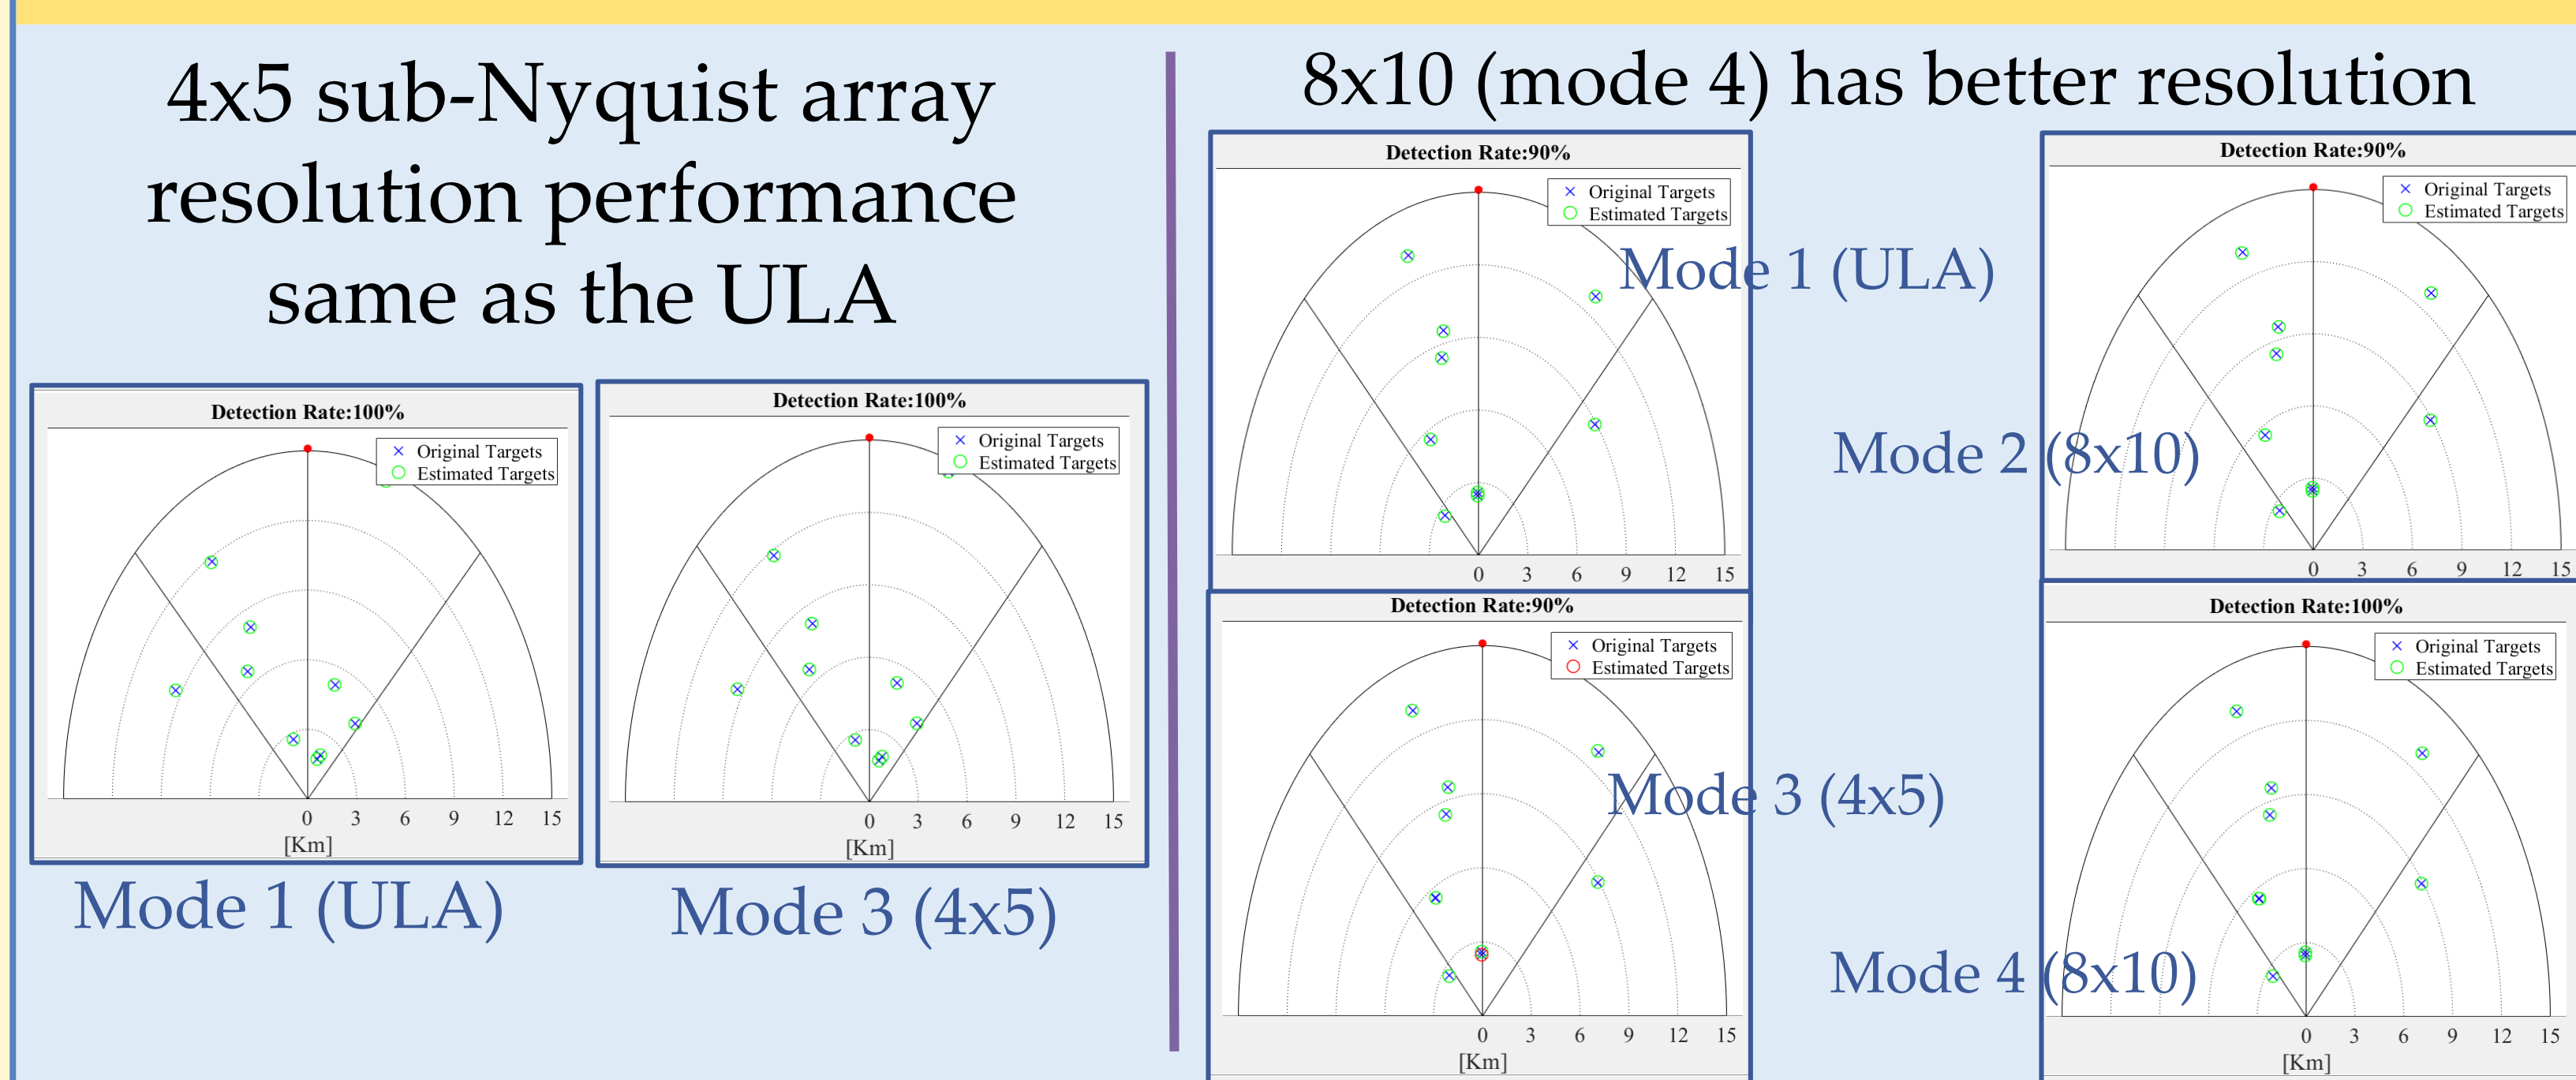 4x5 sub-Nyquist array
resolution performance
same as the ULA
Detection Rate:100%
Original Targets
Estimated Targets
0 3 6 9 12 15
[Km]
Mode 1 (ULA)
Detection Rate:100%
Original Targets
Estimated Targets
0 3 6 9 12 15
[Km]
Mode 3 (4x5)
8x10 (mode 4) has better resolution
Detection Rate:90%
Original Targets
Estimated Targets
0 3 6 9 12 15
Mode 1 (ULA)
Detection Rate:90%
Original Targets
Estimated Targets
0 3 6 9 12 15
Mode 2 (8x10)
Detection Rate:90%
Original Targets
Estimated Targets
0 3 6 9 12 15
[Km]
Mode 3 (4x5)
Detection Rate:100%
Original Targets
Estimated Targets
0 3 6 9 12 15
[Km]
Mode 4 (8x10)